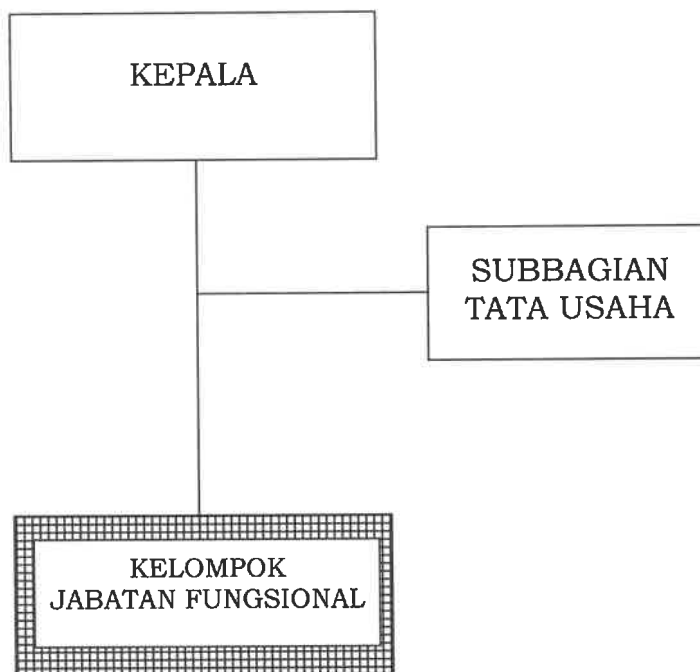 KEPALA
SUBBAGIAN
TATA USAHA
KELOMPOK
JABATAN FUNGSIONAL